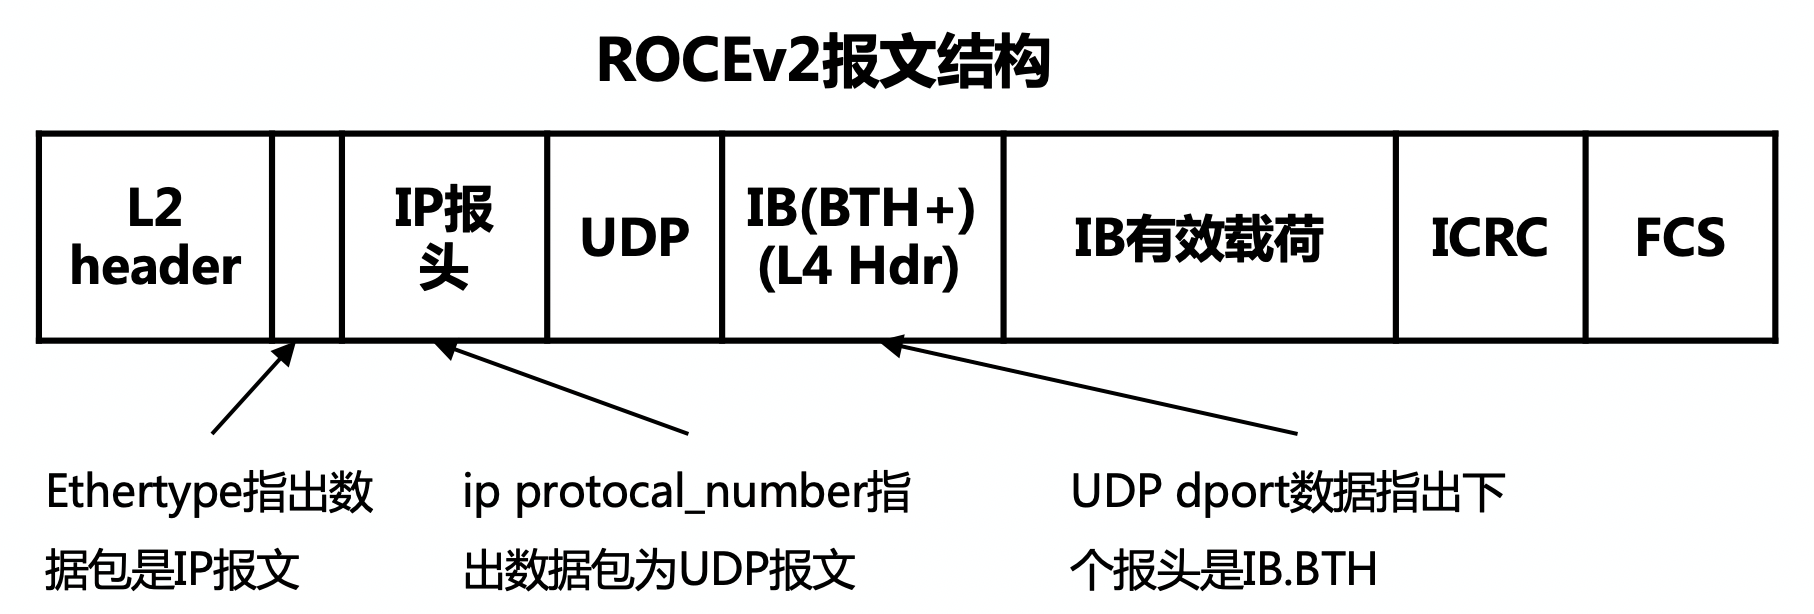 ROCEv2报文结构
L2
header
IP报
头
UDP
IB(BTH+)
(L4 Hdr)
IB有效载荷
ICRC
FCS
Ethertype指出数
据包是IP报文
ip protocal_number指
出数据包为UDP报文
UDP dport数据指出下
个报头是IB.BTH